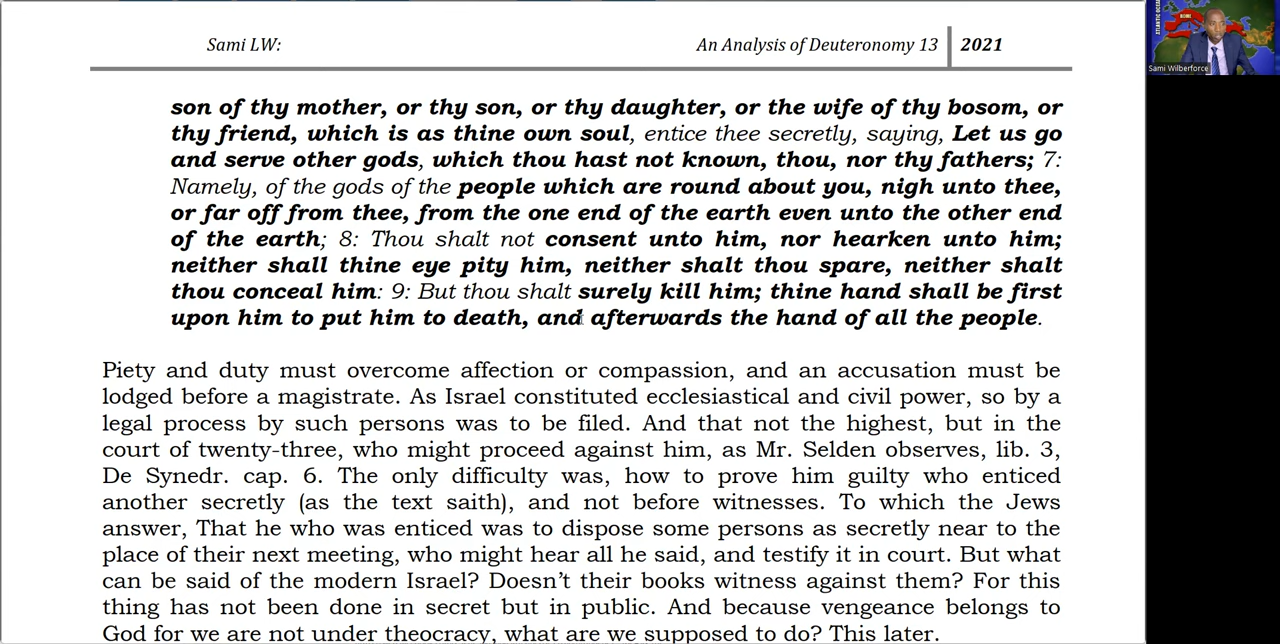 Sami LW:
An Analysis of Deuteronomy 13
2021
son of thy mother, or thy son, or thy daughter, or the wife of thy bosom, or
thy friend, which is as thine own soul, entice thee secretly, saying, Let us go
and serve other gods, which thou hast not known, thou, nor thy fathers; 7:
Namely, of the gods of the people which are round about you, nigh unto thee,
or far off from thee, from the one end of the earth even unto the other end
of the earth; 8: Thou shalt not consent unto him, nor hearken unto him;
neither shall thine eye pity him, neither shalt thou spare, neither shalt
thou conceal him: 9: But thou shalt surely kill him; thine hand shall be first
upon him to put him to death, and afterwards the hand of all the people.
Piety and duty must overcome affection or compassion, and an accusation must be
lodged before a magistrate. As Israel constituted ecclesiastical and civil power, so by a
legal process by such persons was to be filed. And that not the highest, but in the
court of twenty-three, who might proceed against him, as Mr. Selden observes, lib. 3,
De Synedr. cap. 6. The only difficulty was, how to prove him guilty who enticed
another secretly (as the text saith), and not before witnesses. To which the Jews
answer, That he who was enticed was to dispose some persons as secretly near to the
place of their next meeting, who might hear all he said, and testify it in court. But what
can be said of the modern Israel? Doesn't their books witness against them? For this
thing has not been done in secret but in public. And because vengeance belongs to
God for we are not under theocracy, what are we supposed to do? This later.
ATLANTIC OCEA
ROME
Sami Wilberforce